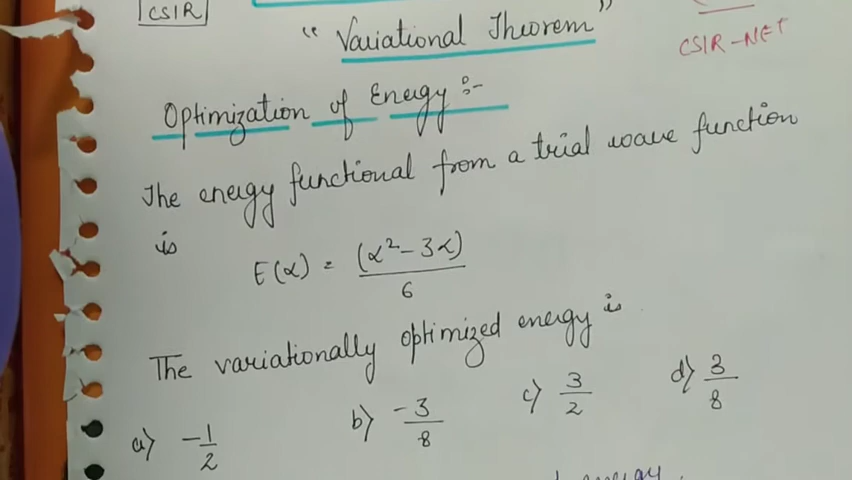 CSIR
"Variational Theorem"
CSIR-NET
Optimization of Energy :-
The energy functional from a trial wave function
is
E(α) = (α² - 3α) / 6
The variationally optimized energy is
a) -1/2 b) -3/8 c) 3/2 d) 3/8
energy.